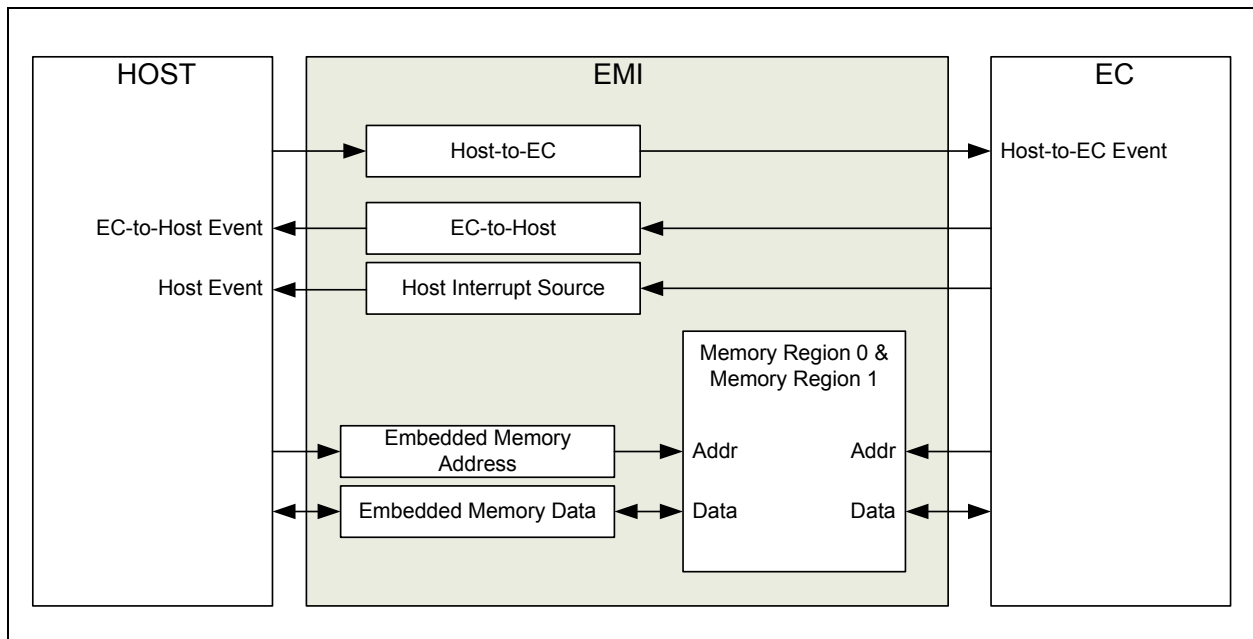 HOST
EMI
EC
Host-to-EC
Host-to-EC Event
EC-to-Host Event
EC-to-Host
Host Event
Host Interrupt Source
Memory Region 0 &
Memory Region 1
Embedded Memory
Address
Addr
Addr
Embedded Memory Data
Data
Data